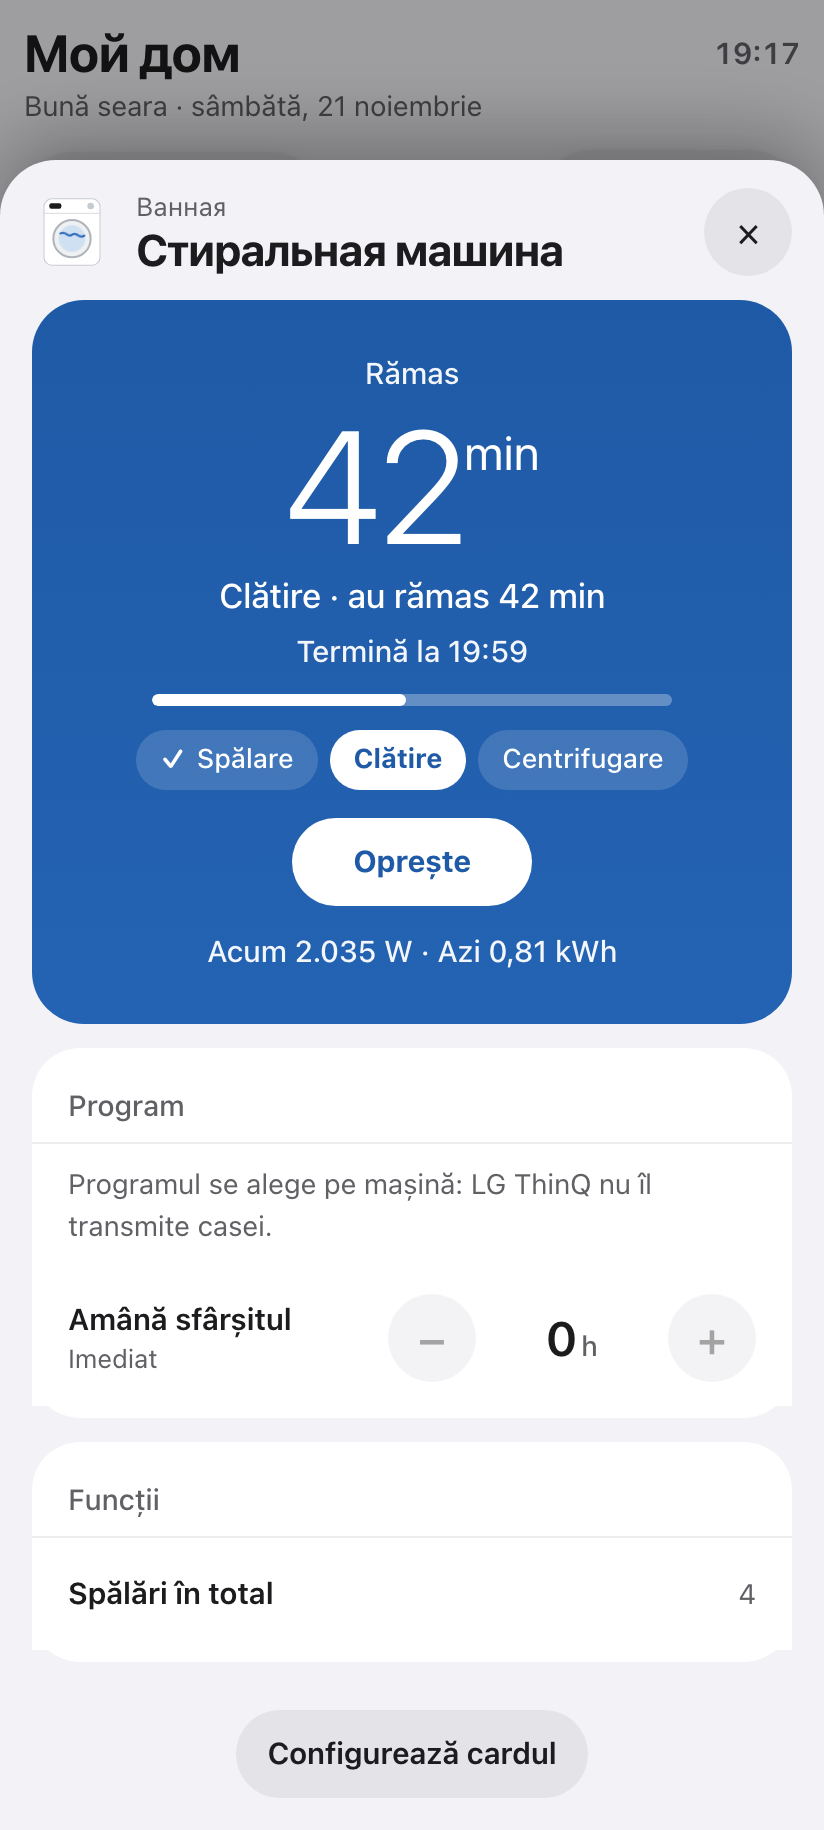 Мой дом
19:17
Bună seara · sâmbătă, 21 noiembrie
Ванная
Стиральная машина
Rămas
42 min
Clătire · au rămas 42 min
Termină la 19:59
Spălare
Clătire
Centrifugare
Oprește
Acum 2.035 W · Azi 0,81 kWh
Program
Programul se alege pe mașină: LG ThinQ nu îl
transmite casei.
Amână sfârșitul
Imediat
− 0 h +
Funcții
Spălări în total
4
Configurează cardul